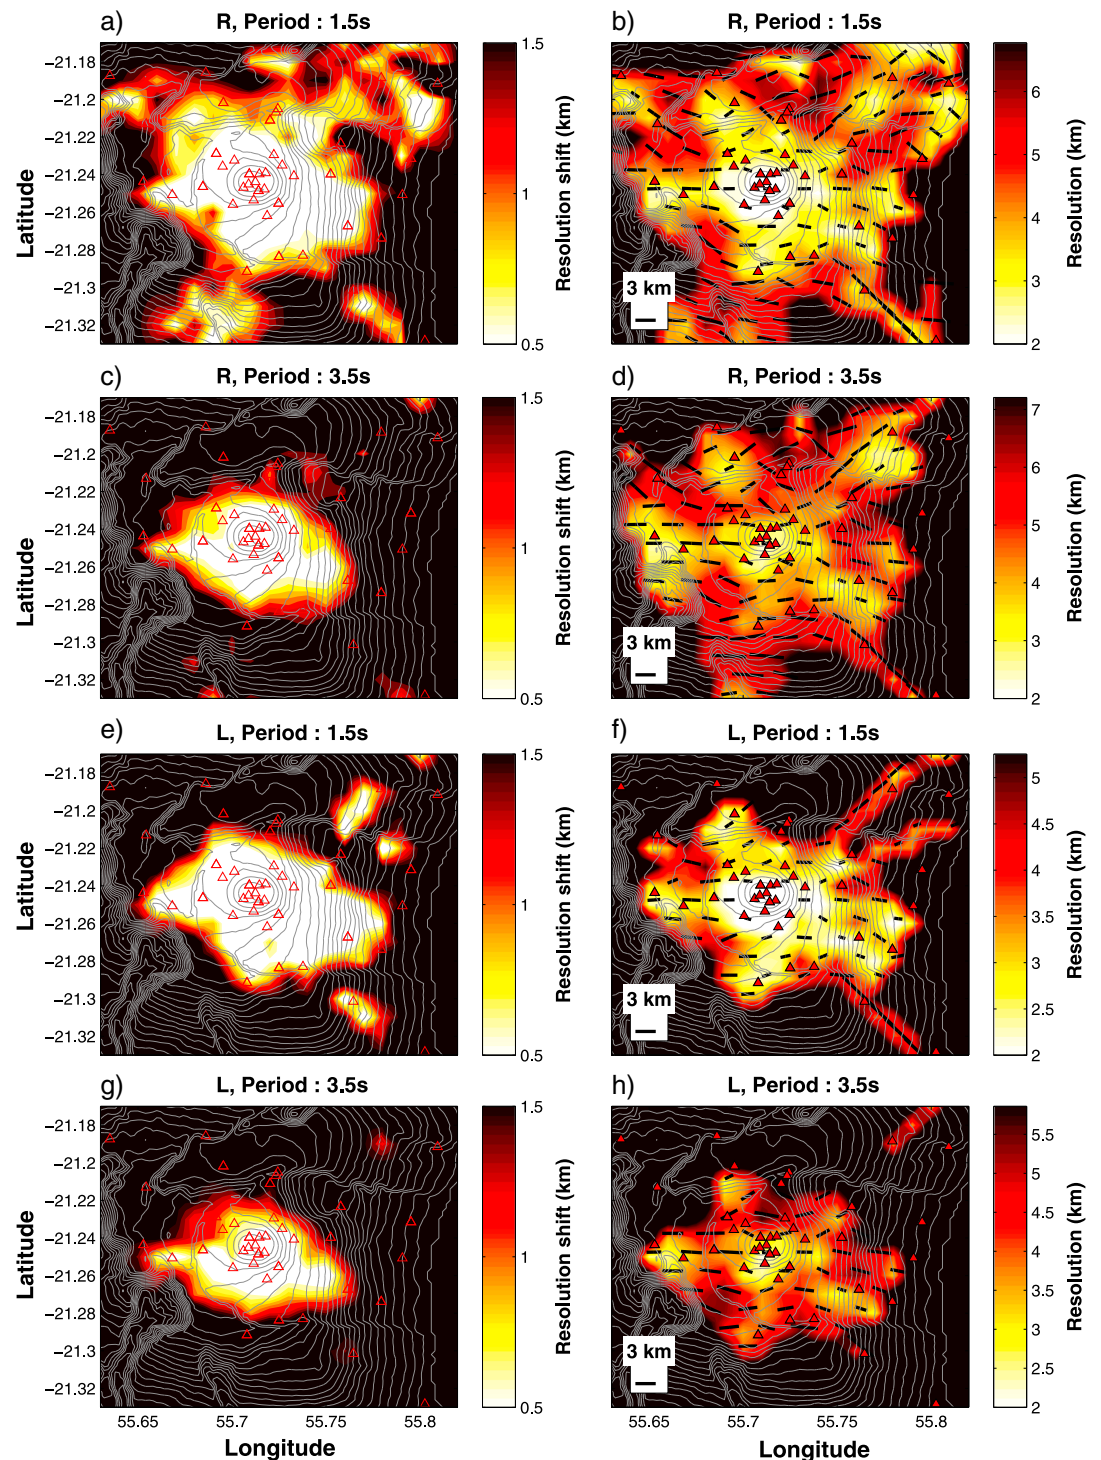 a) R, Period : 1.5s
−21.18
−21.2
−21.22
−21.24
−21.26
−21.28
−21.3
−21.32
Latitude
1.5
1
0.5
Resolution shift (km)
b) R, Period : 1.5s
3 km
6
5
4
3
2
Resolution (km)
c) R, Period : 3.5s
−21.18
−21.2
−21.22
−21.24
−21.26
−21.28
−21.3
−21.32
Latitude
1.5
1
0.5
Resolution shift (km)
d) R, Period : 3.5s
3 km
7
6
5
4
3
2
Resolution (km)
e) L, Period : 1.5s
−21.18
−21.2
−21.22
−21.24
−21.26
−21.28
−21.3
−21.32
Latitude
1.5
1
0.5
Resolution shift (km)
f) L, Period : 1.5s
3 km
5
4.5
4
3.5
3
2.5
2
Resolution (km)
g) L, Period : 3.5s
−21.18
−21.2
−21.22
−21.24
−21.26
−21.28
−21.3
−21.32
Latitude
55.65 55.7 55.75 55.8
Longitude
1.5
1
0.5
Resolution shift (km)
h) L, Period : 3.5s
3 km
55.65 55.7 55.75 55.8
Longitude
5.5
5
4.5
4
3.5
3
2.5
2
Resolution (km)